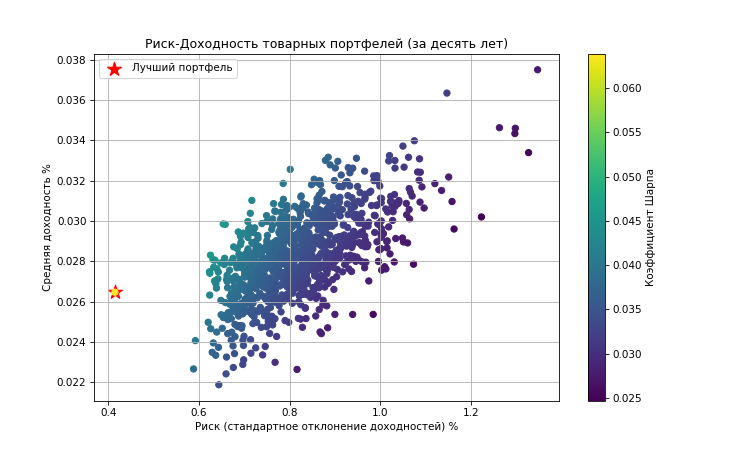 Риск-Доходность товарных портфелей (за десять лет)
Лучший портфель
Средняя доходность %
0.038
0.036
0.034
0.032
0.030
0.028
0.026
0.024
0.022
0.4 0.6 0.8 1.0 1.2
Риск (стандартное отклонение доходностей) %
0.060
0.055
0.050
0.045
0.040
0.035
0.030
0.025
Коэффициент Шарпа